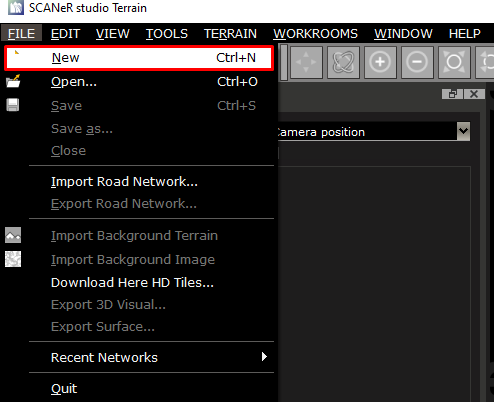 SCANeR studio Terrain
FILE EDIT VIEW TOOLS TERRAIN WORKROOMS WINDOW HELP
New Ctrl+N
Open... Ctrl+O
Save Ctrl+S
Save as...
Camera position
Close
Import Road Network...
Export Road Network...
Import Background Terrain
Import Background Image
Download Here HD Tiles...
Export 3D Visual...
Export Surface...
Recent Networks
Quit